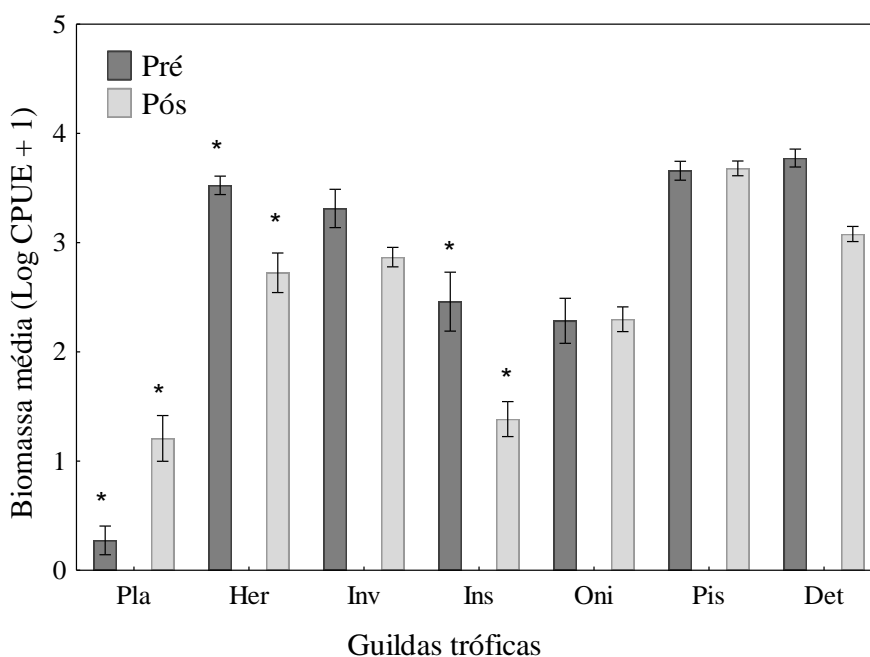 5
4
3
2
1
0
Biomassa média (Log CPUE + 1)
Pré
Pós
*
*
*
*
*
*
Pla Her Inv Ins Oni Pis Det
Guildas tróficas